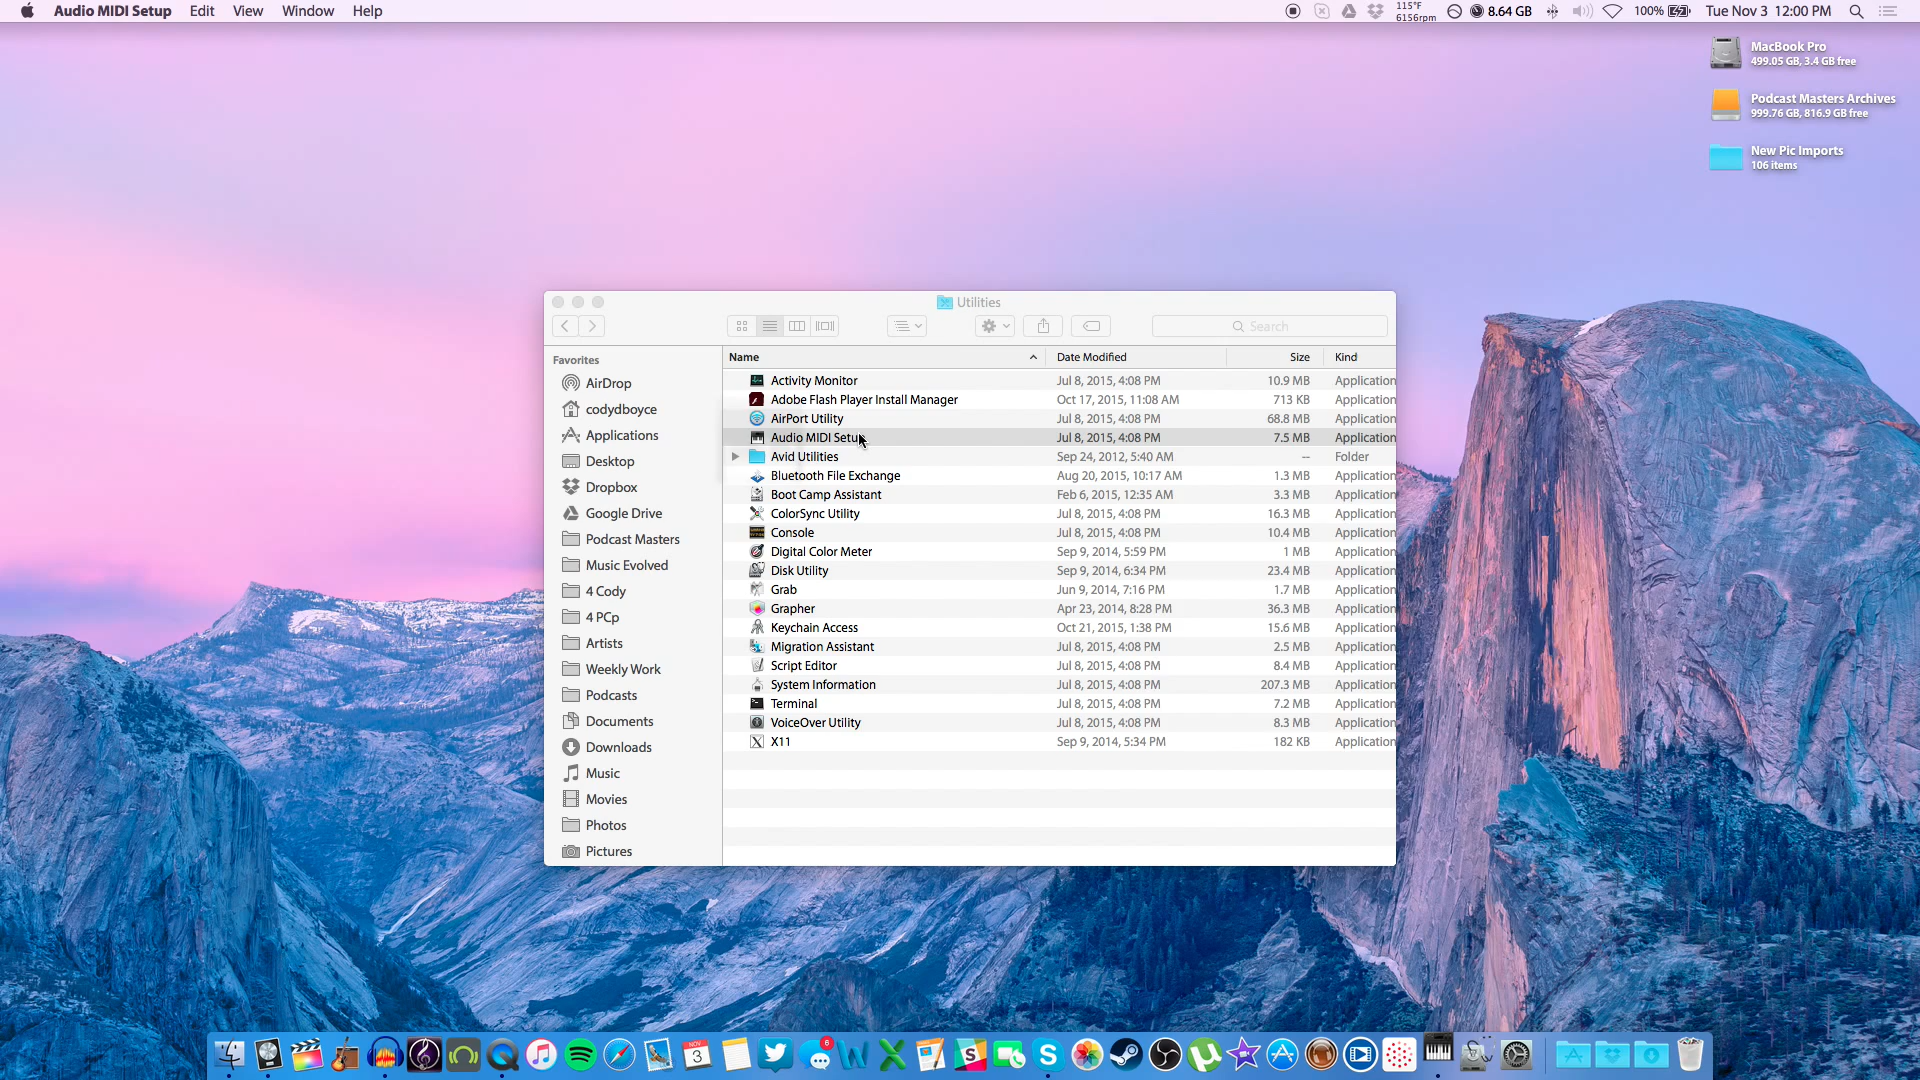 Audio MIDI Setup Edit View Window Help 115°F 6156rpm 8.64 GB 100% Tue Nov 3 12:00 PM
MacBook Pro
499.05 GB, 3.4 GB free
Podcast Masters Archives
999.76 GB, 816.9 GB free
New Pic Imports
106 items
Utilities
Search
Favorites
AirDrop
codydboyce
Applications
Desktop
Dropbox
Google Drive
Podcast Masters
Music Evolved
4 Cody
4 PCp
Artists
Weekly Work
Podcasts
Documents
Downloads
Music
Movies
Photos
Pictures
Name Date Modified Size Kind
Activity Monitor Jul 8, 2015, 4:08 PM 10.9 MB Application
Adobe Flash Player Install Manager Oct 17, 2015, 11:08 AM 713 KB Application
AirPort Utility Jul 8, 2015, 4:08 PM 68.8 MB Application
Audio MIDI Setup Jul 8, 2015, 4:08 PM 7.5 MB Application
Avid Utilities Sep 24, 2012, 5:40 AM -- Folder
Bluetooth File Exchange Aug 20, 2015, 10:17 AM 1.3 MB Application
Boot Camp Assistant Feb 6, 2015, 12:35 AM 3.3 MB Application
ColorSync Utility Jul 8, 2015, 4:08 PM 16.3 MB Application
Console Jul 8, 2015, 4:08 PM 10.4 MB Application
Digital Color Meter Sep 9, 2014, 5:59 PM 1 MB Application
Disk Utility Sep 9, 2014, 6:34 PM 23.4 MB Application
Grab Jun 9, 2014, 7:16 PM 1.7 MB Application
Grapher Apr 23, 2014, 8:28 PM 36.3 MB Application
Keychain Access Oct 21, 2015, 1:38 PM 15.6 MB Application
Migration Assistant Jul 8, 2015, 4:08 PM 2.5 MB Application
Script Editor Jul 8, 2015, 4:08 PM 8.4 MB Application
System Information Jul 8, 2015, 4:08 PM 207.3 MB Application
Terminal Jul 8, 2015, 4:08 PM 7.2 MB Application
VoiceOver Utility Jul 8, 2015, 4:08 PM 8.3 MB Application
X11 Sep 9, 2014, 5:34 PM 182 KB Application
NOV
3
6